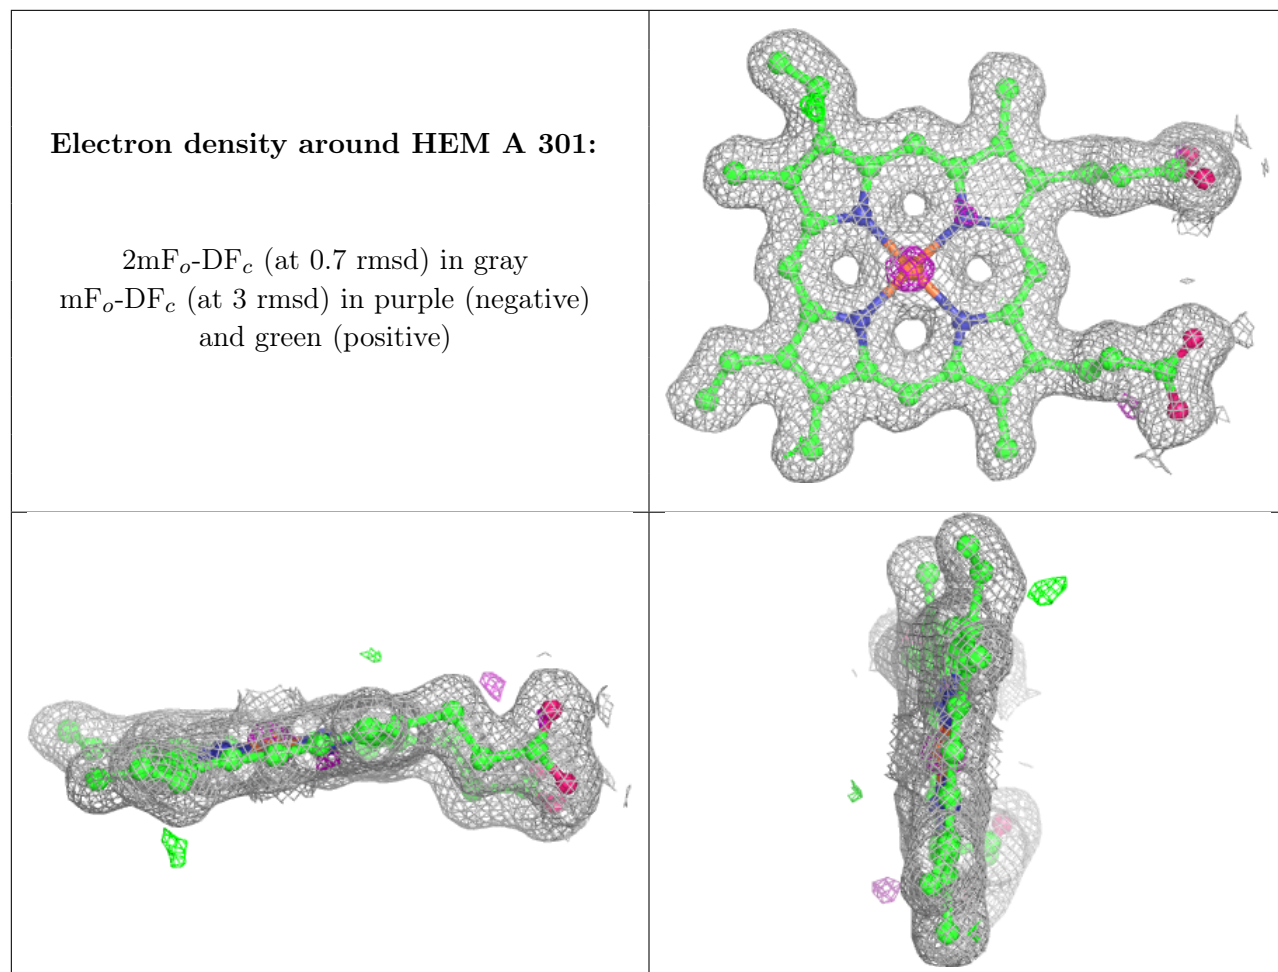 Electron density around HEM A 301:
2mFo-DFc (at 0.7 rmsd) in gray
mFo-DFc (at 3 rmsd) in purple (negative)
and green (positive)